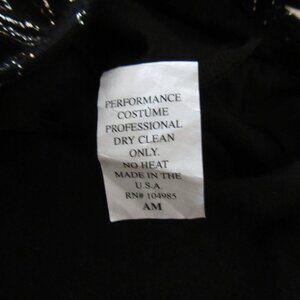 PERFORMANCE
COSTUME
PROFESSIONAL
DRY CLEAN
ONLY.
NO HEAT
MADE IN THE
U.S.A.
RN# 104985
AM